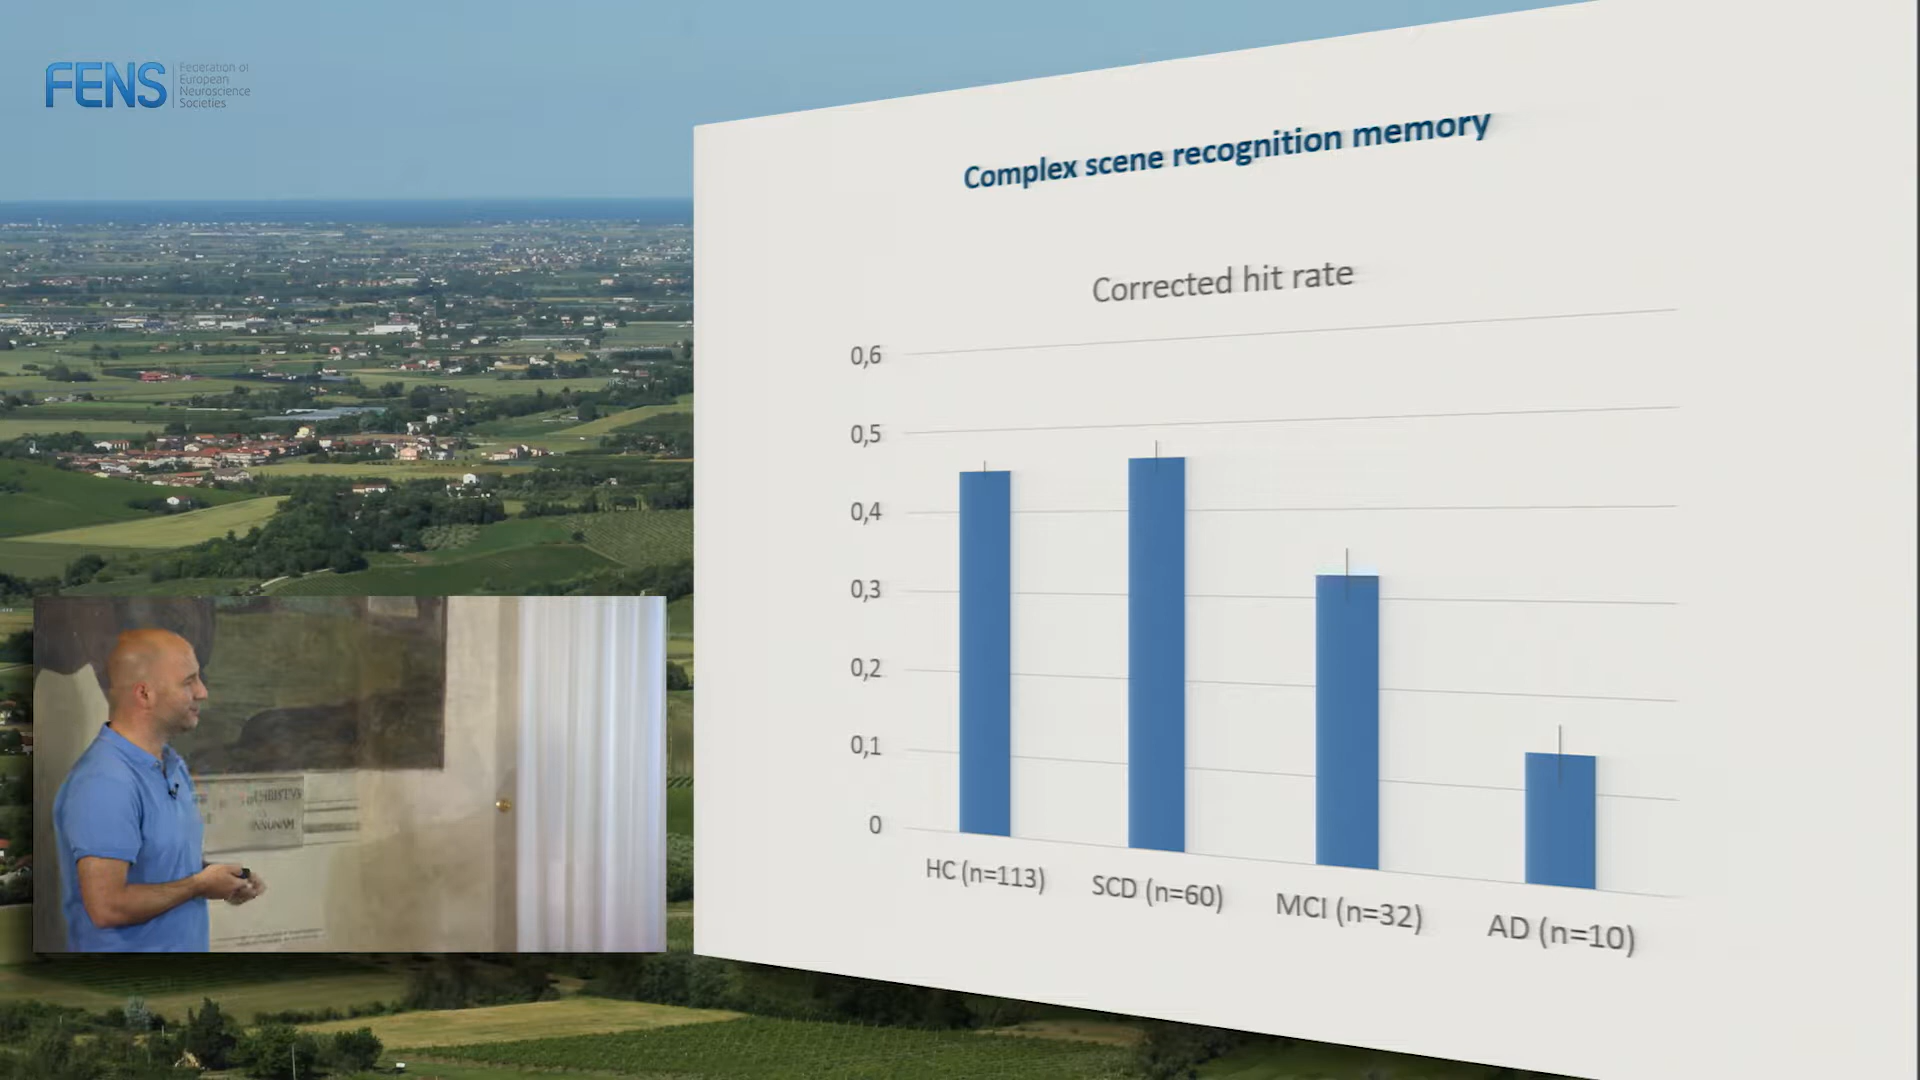 FENS
Federation of
European
Neuroscience
Societies
Complex scene recognition memory
Corrected hit rate
0,6
0,5
0,4
0,3
0,2
0,1
0
HC (n=113)
SCD (n=60)
MCI (n=32)
AD (n=10)